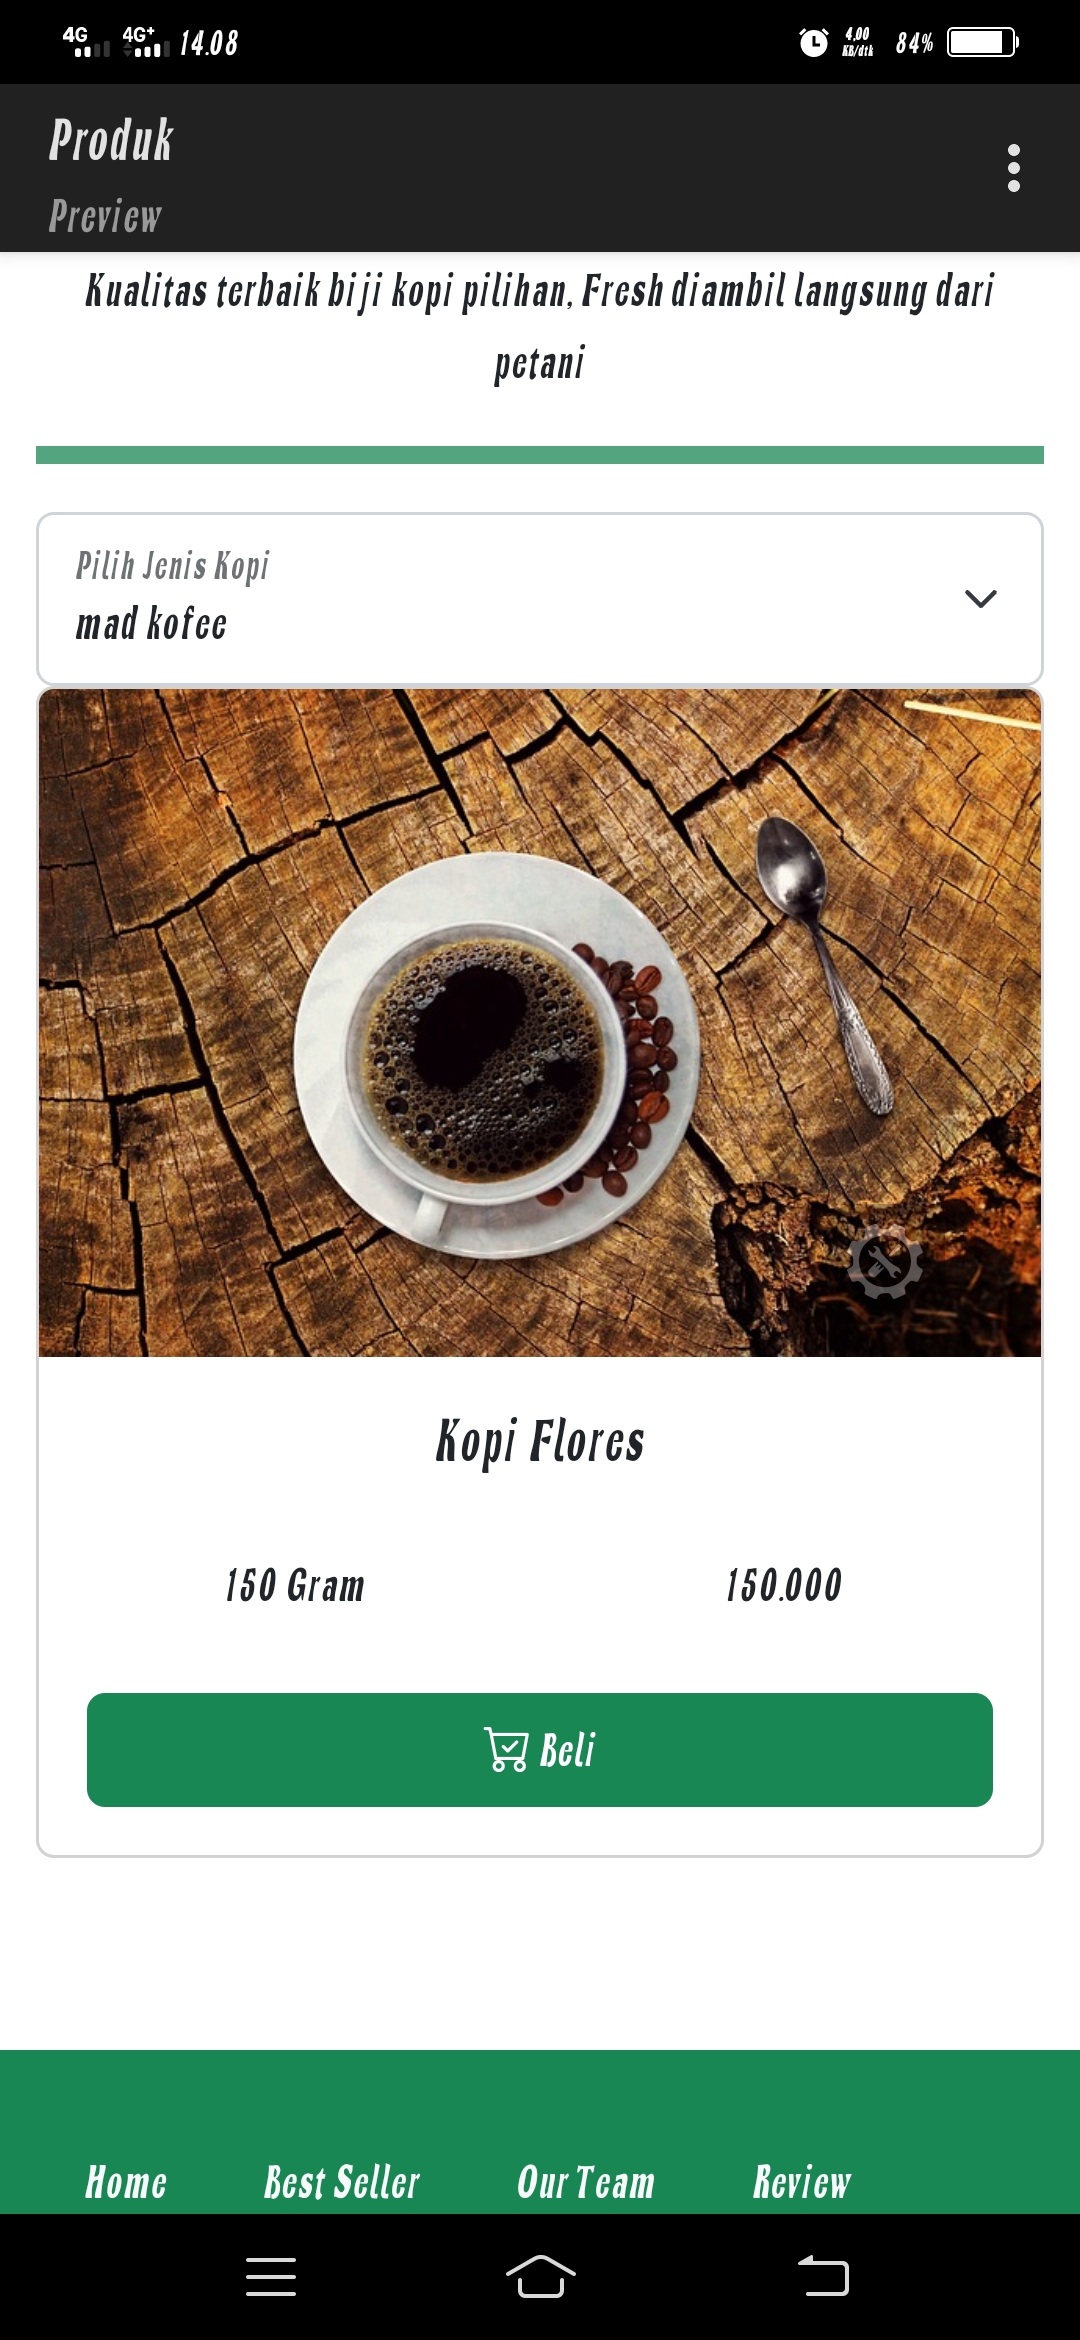 4G 4G+ 14.08 4,00 KB/dtk 84%
Produk
Preview
Kualitas terbaik biji kopi pilihan, Fresh diambil langsung dari
petani
Pilih Jenis Kopi
mad kofee
Kopi Flores
150 Gram 150.000
Beli
Home Best Seller Our Team Review